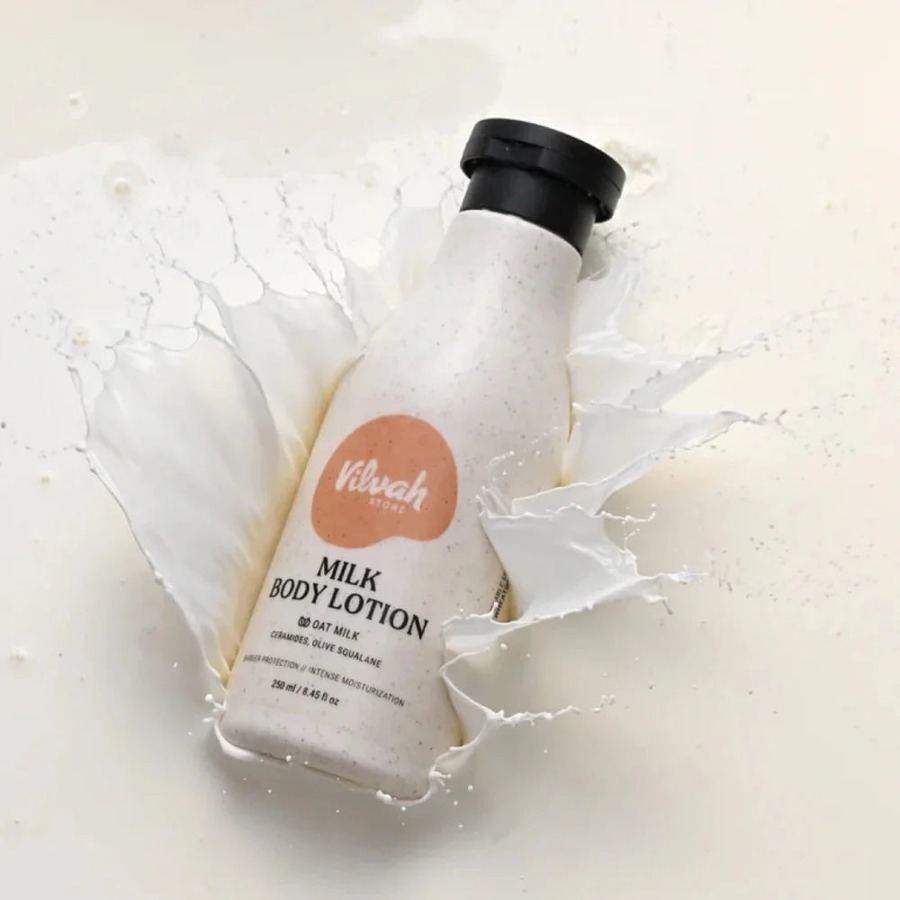 Vilvah
STORE
MILK
BODY LOTION
OAT MILK
CERAMIDES, OLIVE SQUALANE
BARRIER PROTECTION // INTENSE MOISTURIZATION
250 ml / 8.45 fl oz